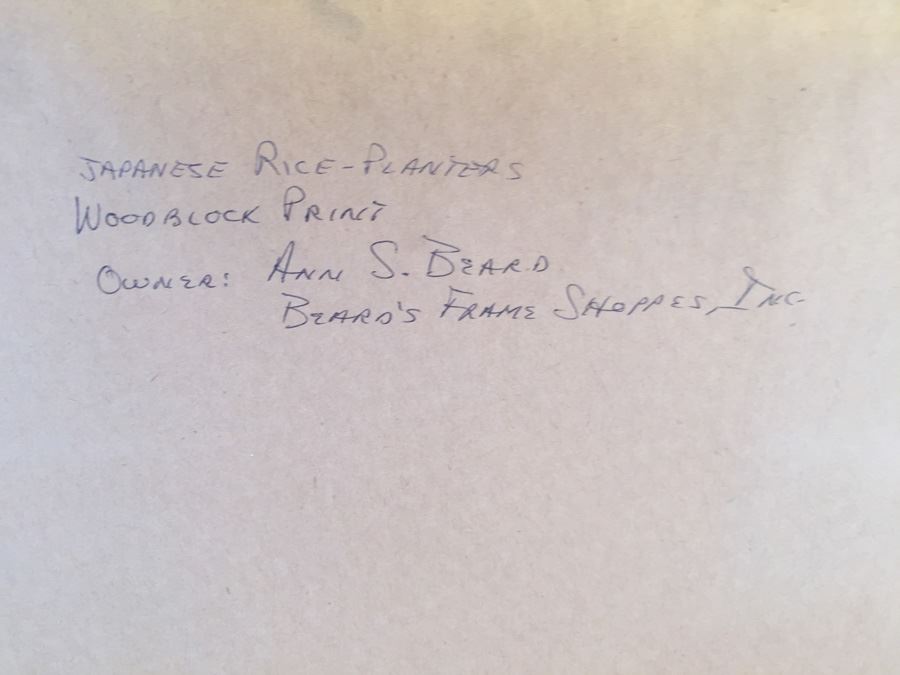 JAPANESE RICE-PLANTERS
WOODBLOCK PRINT
OWNER: ANN S. BEARD
BEARD'S FRAME SHOPPES, INC